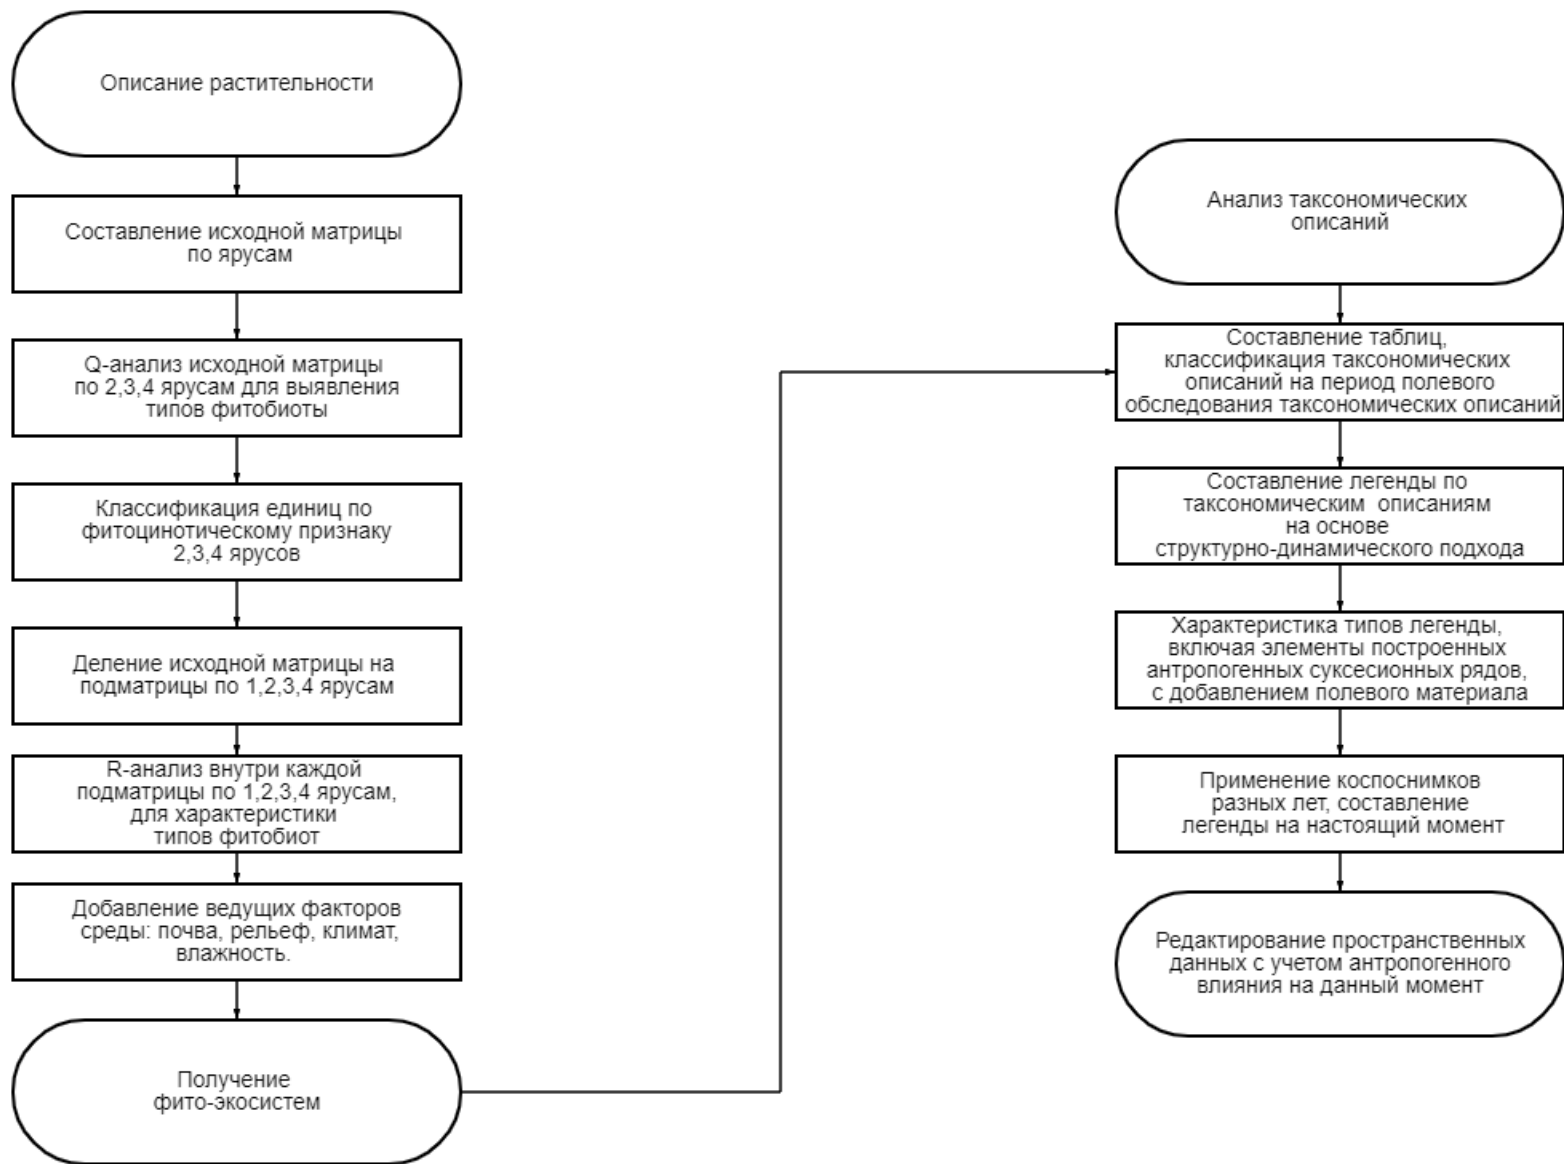 Описание растительности
Составление исходной матрицы
по ярусам
Q-анализ исходной матрицы
по 2,3,4 ярусам для выявления
типов фитобиоты
Классификация единиц по
фитоцинотическому признаку
2,3,4 ярусов
Деление исходной матрицы на
подматрицы по 1,2,3,4 ярусам
R-анализ внутри каждой
подматрицы по 1,2,3,4 ярусам,
для характеристики
типов фитобиот
Добавление ведущих факторов
среды: почва, рельеф, климат,
влажность.
Получение
фито-экосистем
Анализ таксономических
описаний
Составление таблиц,
классификация таксономических
описаний на период полевого
обследования таксономических описаний
Составление легенды по
таксономическим описаниям
на основе
структурно-динамического подхода
Характеристика типов легенды,
включая элементы построенных
антропогенных суксесионных рядов,
с добавлением полевого материала
Применение коспоснимков
разных лет, составление
легенды на настоящий момент
Редактирование пространственных
данных с учетом антропогенного
влияния на данный момент